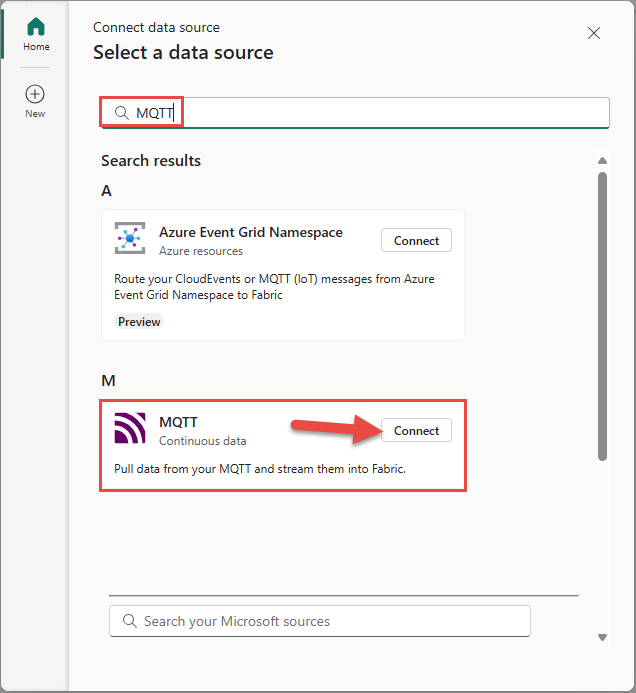 Connect data source
Home
Select a data source
New
MQTT
Search results
A
Azure Event Grid Namespace
Azure resources
Connect
Route your CloudEvents or MQTT (IoT) messages from Azure
Event Grid Namespace to Fabric
Preview
M
MQTT
Continuous data
Connect
Pull data from your MQTT and stream them into Fabric.
Search your Microsoft sources